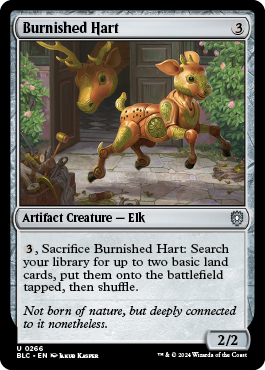 Burnished Hart 3
Artifact Creature — Elk
3, Sacrifice Burnished Hart: Search
your library for up to two basic land
cards, put them onto the battlefield
tapped, then shuffle.
Not born of nature, but deeply connected
to it nonetheless.
2/2
U 0266
BLC • EN Jakub Kasper
™ & © 2024 Wizards of the Coast